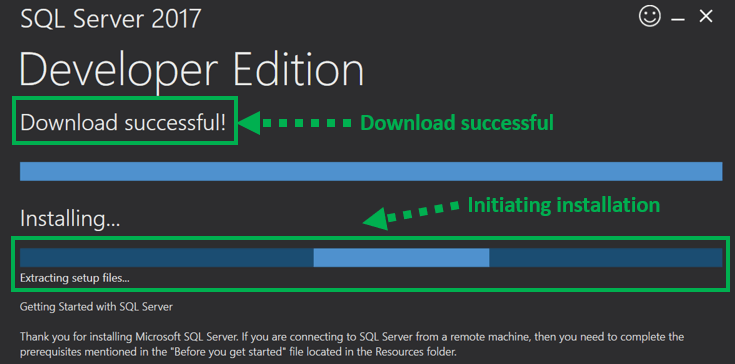 SQL Server 2017
Developer Edition
Download successful!
Download successful
Initiating installation
Installing...
Extracting setup files...
Getting Started with SQL Server
Thank you for installing Microsoft SQL Server. If you are connecting to SQL Server from a remote machine, then you need to complete the
prerequisites mentioned in the "Before you get started" file located in the Resources folder.